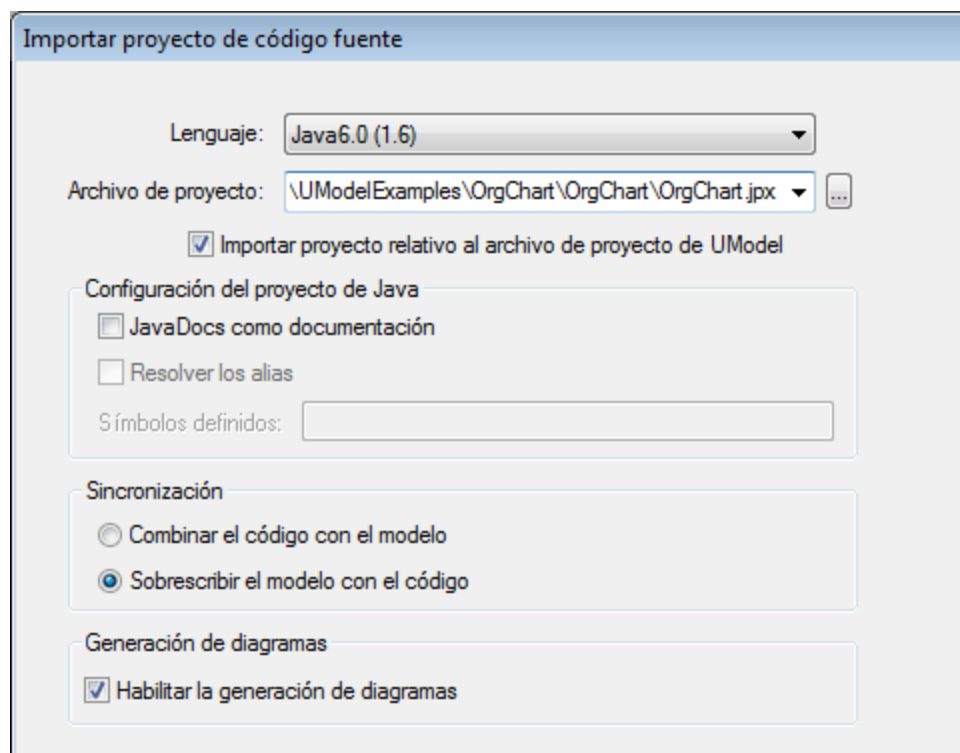 Importar proyecto de código fuente
Lenguaje: Java6.0 (1.6)
Archivo de proyecto: \UModelExamples\OrgChart\OrgChart\OrgChart.jpx ...
Importar proyecto relativo al archivo de proyecto de UModel
Configuración del proyecto de Java
JavaDocs como documentación
Resolver los alias
Símbolos definidos:
Sincronización
Combinar el código con el modelo
Sobrescribir el modelo con el código
Generación de diagramas
Habilitar la generación de diagramas